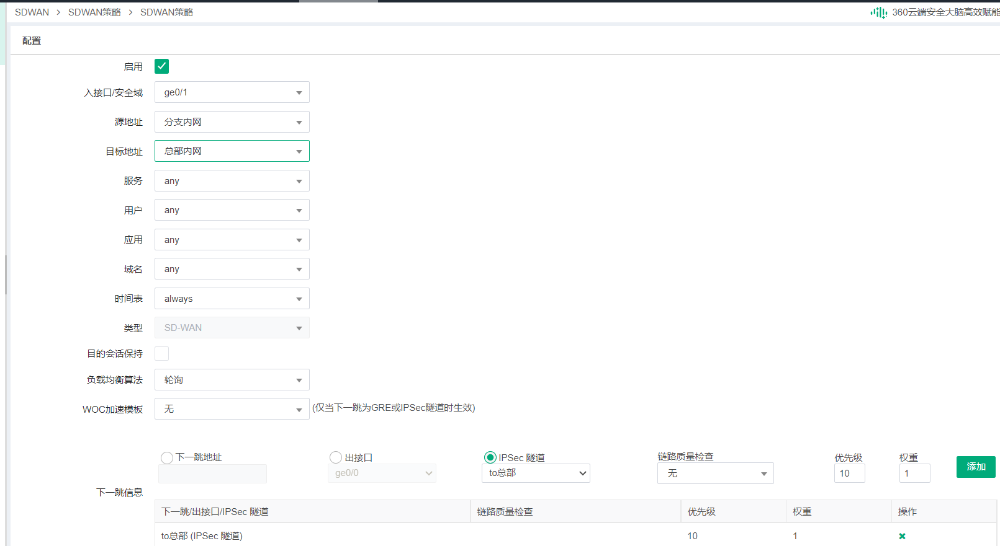 SDWAN > SDWAN策略 > SDWAN策略
360云端安全大脑高效赋能
配置
启用
入接口/安全域 ge0/1
源地址 分支内网
目标地址 总部内网
服务 any
用户 any
应用 any
域名 any
时间表 always
类型 SD-WAN
目的会话保持
负载均衡算法 轮询
WOC加速模板 无 (仅当下一跳为GRE或IPSec隧道时生效)
下一跳地址 出接口 IPSec 隧道 链路质量检查 优先级 权重
ge0/0 to总部 无 10 1 添加
下一跳信息
下一跳/出接口/IPSec 隧道 链路质量检查 优先级 权重 操作
to总部 (IPSec 隧道) 10 1